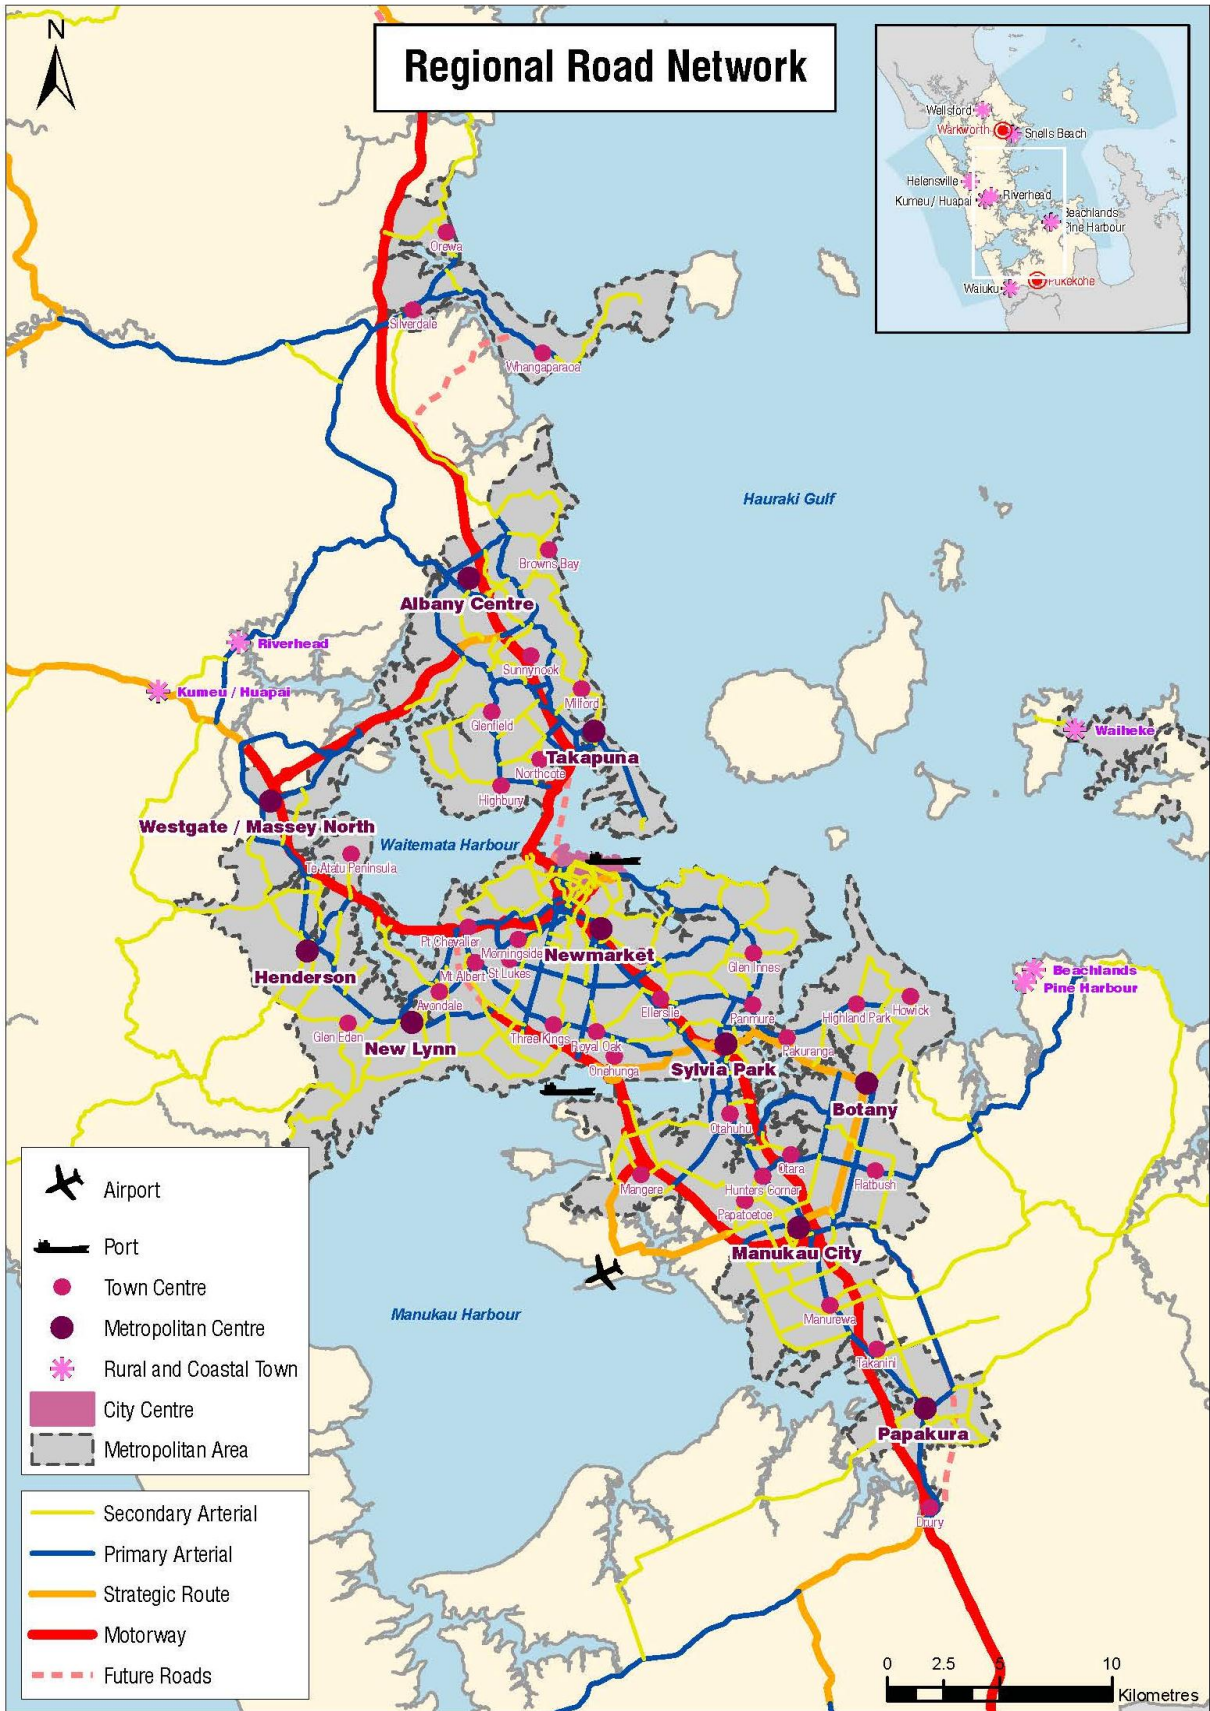 N
Regional Road Network
Wellsford
Warkworth
Snells Beach
Helensville
Kumeu / Huapai
Riverhead
Beachlands
Pine Harbour
Waiuku
Pukekohe
Orewa
Silverdale
Whangaparaoa
Hauraki Gulf
Browns Bay
Albany Centre
Riverhead
Sunnynook
Kumeu / Huapai
Milford
Glenfield
Waiheke
Takapuna
Northcote
Highbury
Westgate / Massey North
Waitemata Harbour
Te Atatu Peninsula
Pt Chevalier
Morningside
Newmarket
Glen Innes
Henderson
Mt Albert
St Lukes
Beachlands
Pine Harbour
Avondale
Ellerslie
Panmure
Highland Park
Howick
Glen Eden
New Lynn
Three Kings
Royal Oak
Pakuranga
Onehunga
Sylvia Park
Botany
Otahuhu
Otara
Mangere
Hunters Corner
Flatbush
Papatoetoe
Manukau City
Manukau Harbour
Manurewa
Takanini
Papakura
Drury
Airport
Port
Town Centre
Metropolitan Centre
Rural and Coastal Town
City Centre
Metropolitan Area
Secondary Arterial
Primary Arterial
Strategic Route
Motorway
Future Roads
0 2.5 5 10
Kilometres